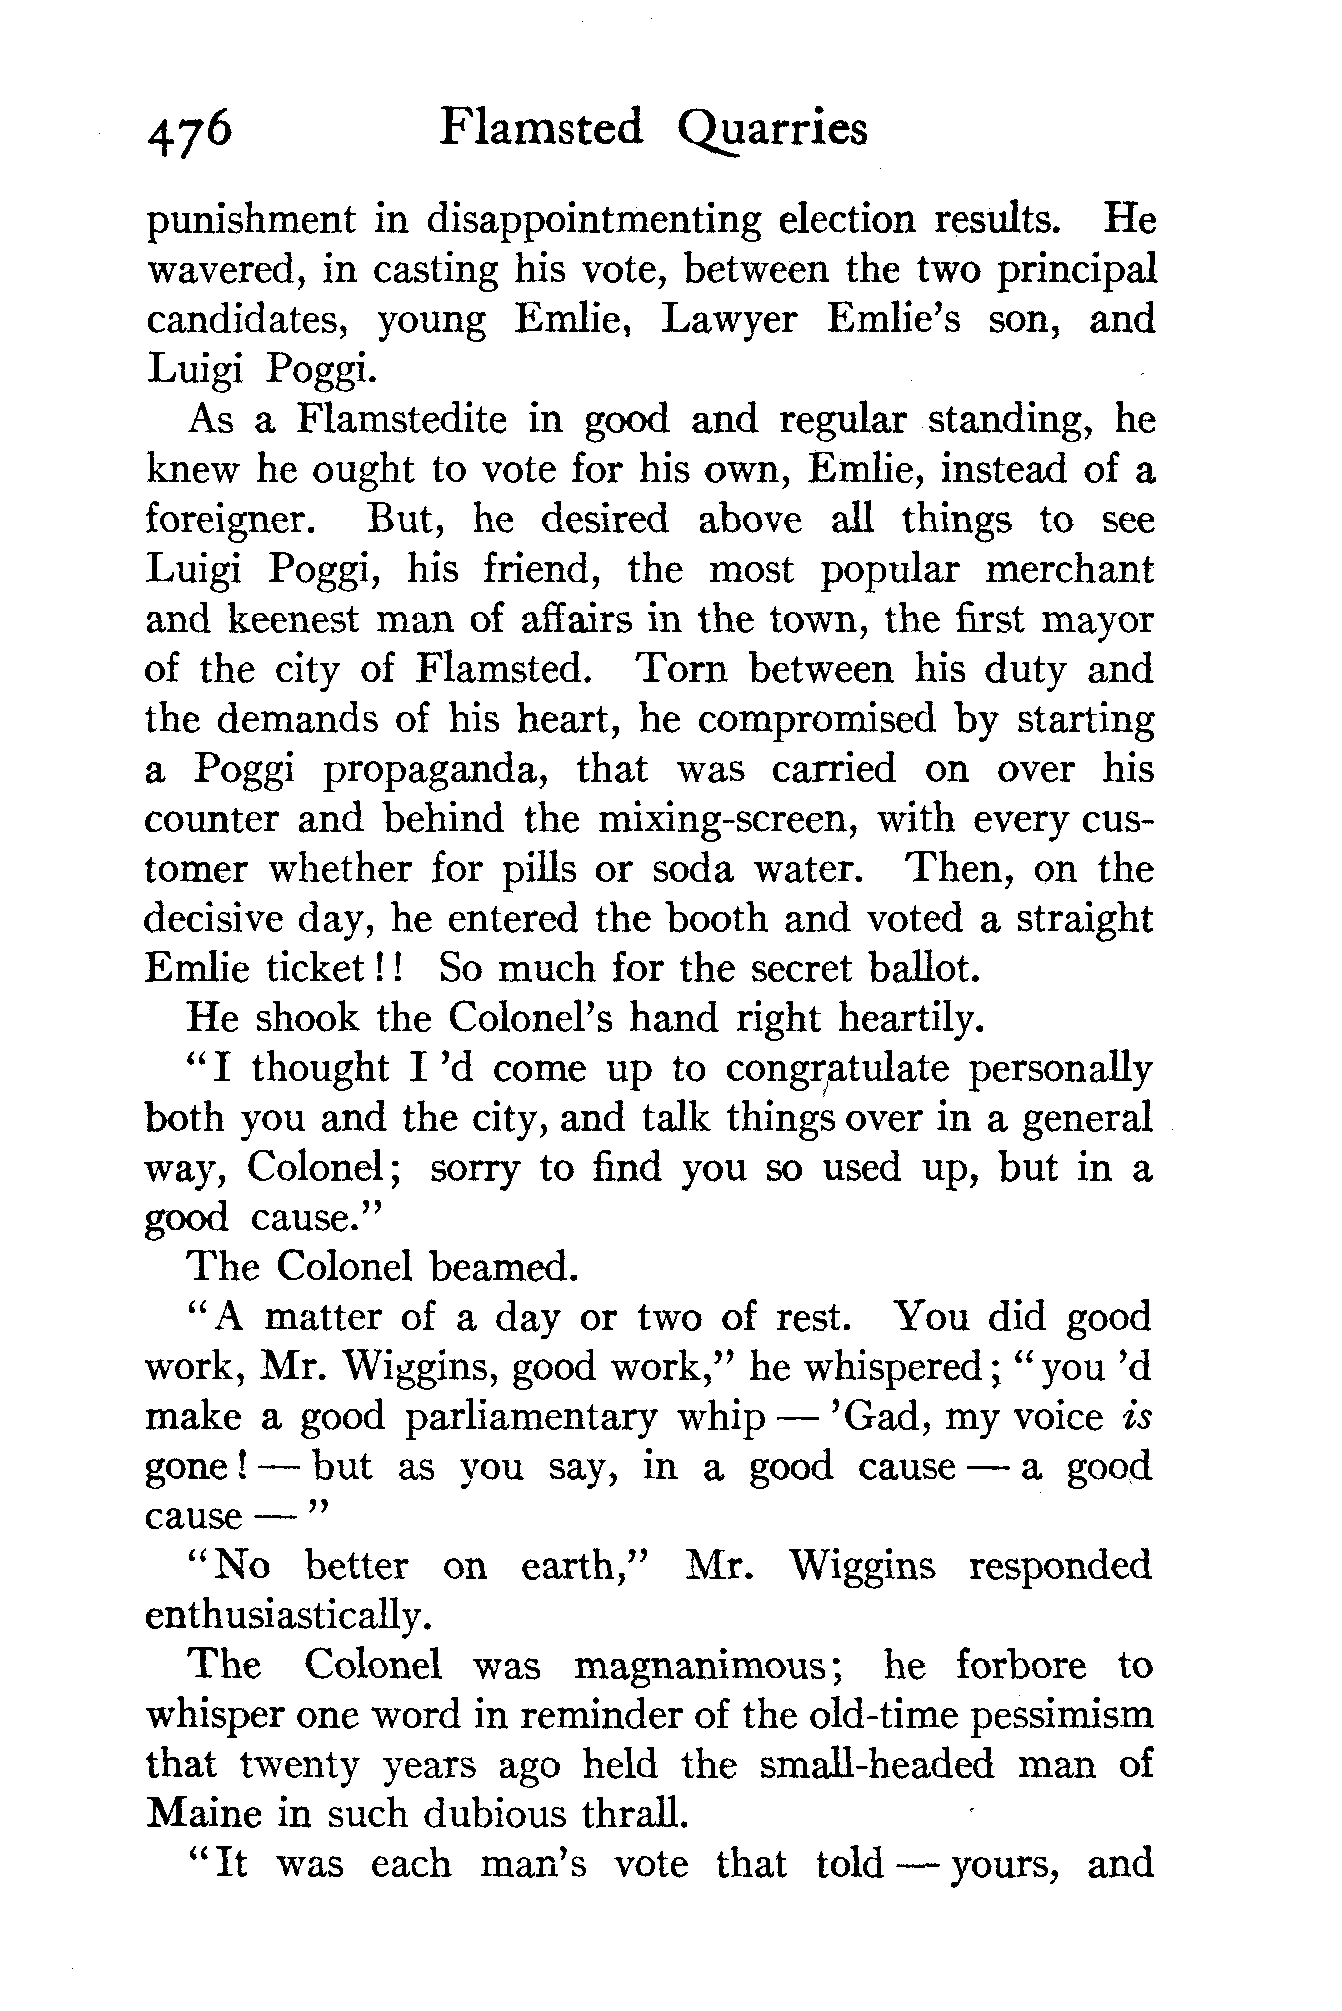 476 Flamsted Quarries
punishment in disappointmenting election results. He
wavered, in casting his vote, between the two principal
candidates, young Emlie, Lawyer Emlie's son, and
Luigi Poggi.
As a Flamstedite in good and regular standing, he
knew he ought to vote for his own, Emlie, instead of a
foreigner. But, he desired above all things to see
Luigi Poggi, his friend, the most popular merchant
and keenest man of affairs in the town, the first mayor
of the city of Flamsted. Torn between his duty and
the demands of his heart, he compromised by starting
a Poggi propaganda, that was carried on over his
counter and behind the mixing-screen, with every cus-
tomer whether for pills or soda water. Then, on the
decisive day, he entered the booth and voted a straight
Emlie ticket!! So much for the secret ballot.
He shook the Colonel's hand right heartily.
"I thought I 'd come up to congratulate personally
both you and the city, and talk things over in a general
way, Colonel; sorry to find you so used up, but in a
good cause."
The Colonel beamed.
"A matter of a day or two of rest. You did good
work, Mr. Wiggins, good work," he whispered; "you 'd
make a good parliamentary whip — 'Gad, my voice is
gone! — but as you say, in a good cause — a good
cause — "
"No better on earth," Mr. Wiggins responded
enthusiastically.
The Colonel was magnanimous; he forbore to
whisper one word in reminder of the old-time pessimism
that twenty years ago held the small-headed man of
Maine in such dubious thrall.
"It was each man's vote that told — yours, and